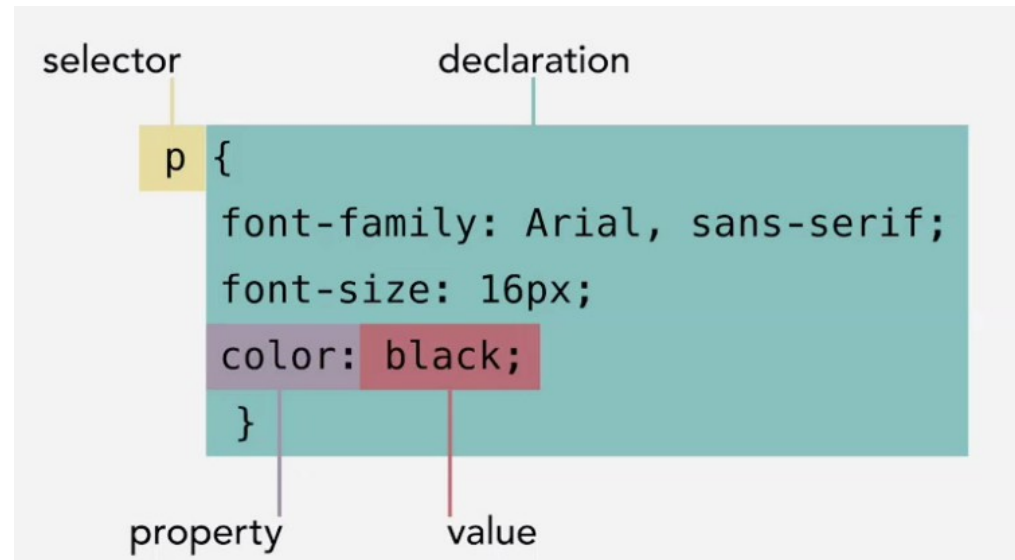 selector declaration
p {
font-family: Arial, sans-serif;
font-size: 16px;
color: black;
}
property value